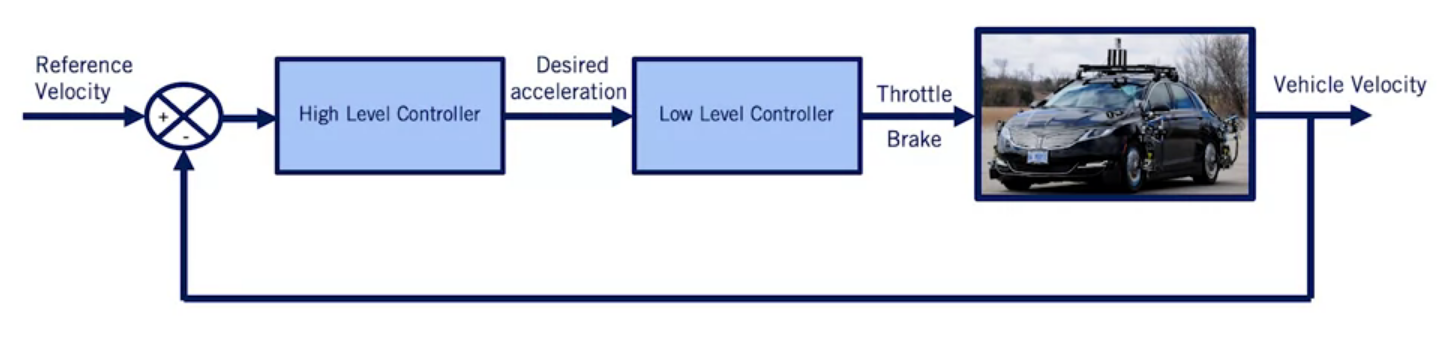 Reference
Velocity
+
-
High Level Controller
Desired
acceleration
Low Level Controller
Throttle
Brake
Vehicle Velocity